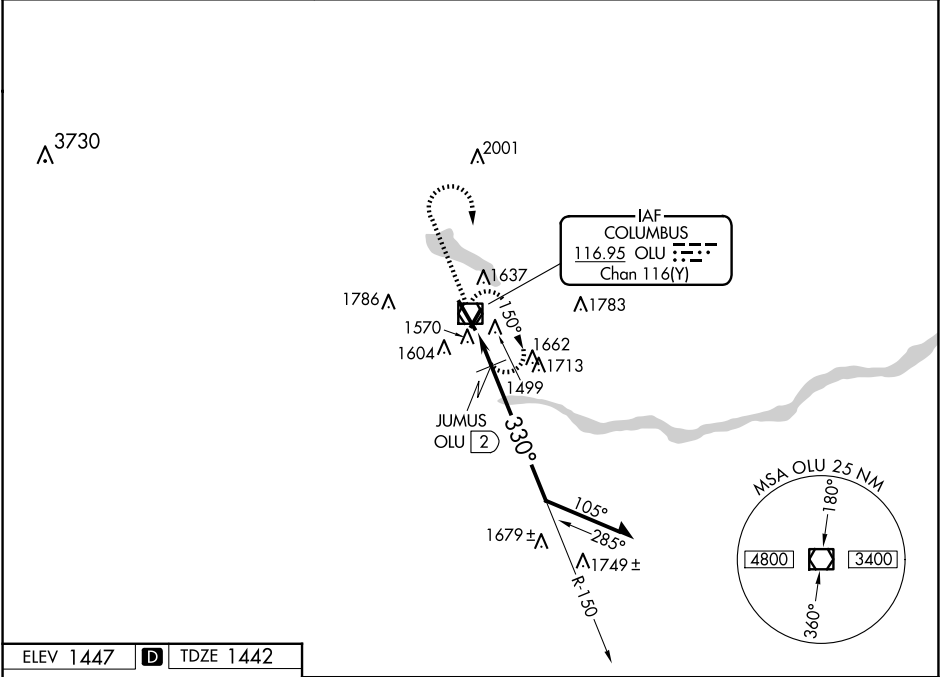 3730
2001
IAF
COLUMBUS
116.95 OLU
Chan 116(Y)
1637
1786
1783
150°
1570
1604
1662
1713
1499
JUMUS
OLU 2
330°
MSA OLU 25 NM
180°
105°
285°
1679 ±
1749 ±
4800
3400
R-150
360°
ELEV 1447 D TDZE 1442